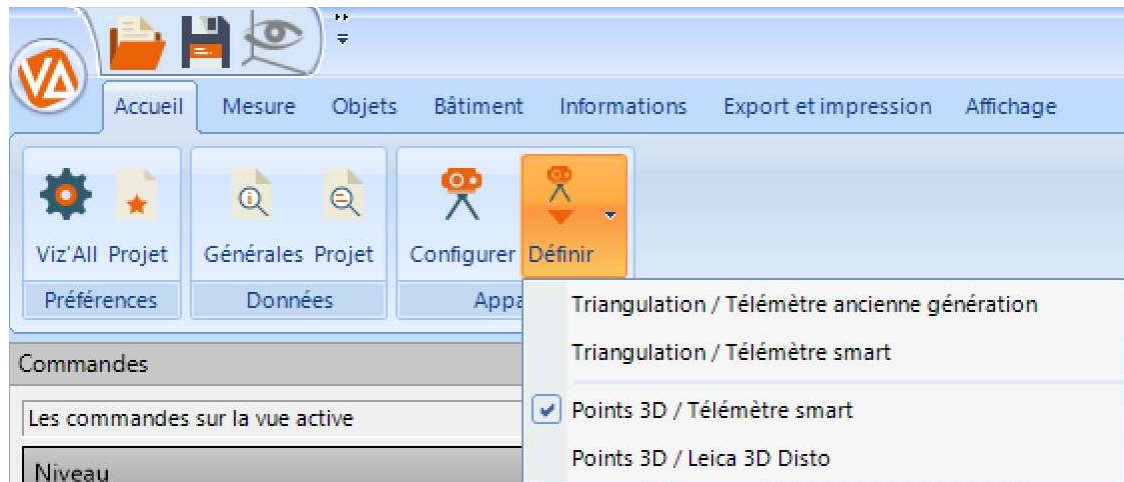 VA
Accueil Mesure Objets Bâtiment Informations Export et impression Affichage
Viz'All Projet Générales Projet Configurer Définir
Préférences Données
Triangulation / Télémètre ancienne génération
Triangulation / Télémètre smart
Points 3D / Télémètre smart
Points 3D / Leica 3D Disto
Commandes
Les commandes sur la vue active
Niveau